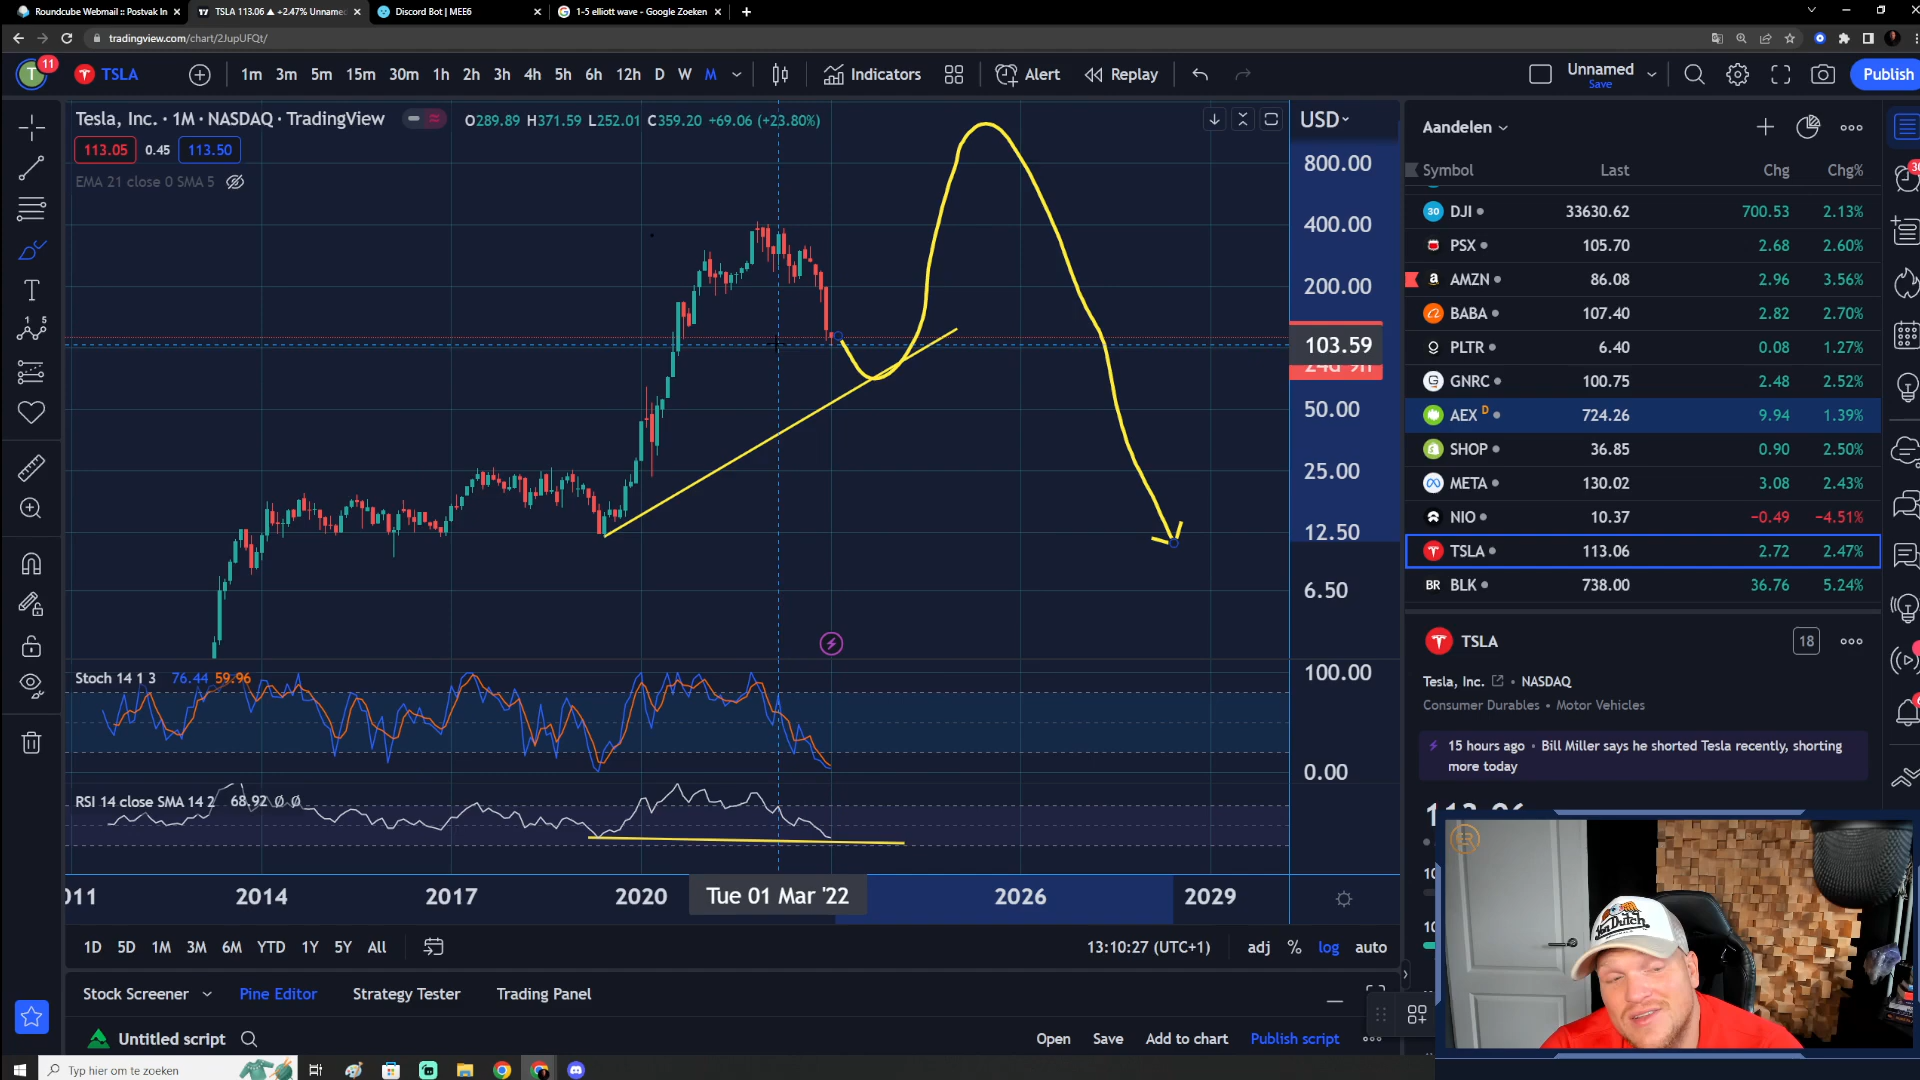 Roundcube Webmail :: Postvak In
TSLA 113.06 ▲ +2.47% Unname
Discord Bot | MEE6
1-5 elliott wave - Google Zoeken
tradingview.com/chart/2JupUFQt/
T 11 TSLA 1m 3m 5m 15m 30m 1h 2h 3h 4h 5h 6h 12h D W M Indicators Alert Replay Unnamed Save Publish
Tesla, Inc. · 1M · NASDAQ · TradingView O289.89 H371.59 L252.01 C359.20 +69.06 (+23.80%)
113.05 0.45 113.50
EMA 21 close 0 SMA 5
USD
800.00
400.00
200.00
103.59
50.00
25.00
12.50
6.50
Stoch 14 1 3 76.44 59.96
100.00
0.00
RSI 14 close SMA 14 2 68.92 Ø Ø
2014 2017 2020 Tue 01 Mar '22 2026 2029
1D 5D 1M 3M 6M YTD 1Y 5Y All 13:10:27 (UTC+1) adj % log auto
Stock Screener Pine Editor Strategy Tester Trading Panel
Untitled script Open Save Add to chart Publish script
Aandelen
Symbol Last Chg Chg%
30 DJI 33630.62 700.53 2.13%
PSX 105.70 2.68 2.60%
AMZN 86.08 2.96 3.56%
BABA 107.40 2.82 2.70%
PLTR 6.40 0.08 1.27%
GNRC 100.75 2.48 2.52%
AEX D 724.26 9.94 1.39%
SHOP 36.85 0.90 2.50%
META 130.02 3.08 2.43%
NIO 10.37 −0.49 −4.51%
TSLA 113.06 2.72 2.47%
BR BLK 738.00 36.76 5.24%
TSLA 18
Tesla, Inc. • NASDAQ
Consumer Durables • Motor Vehicles
15 hours ago • Bill Miller says he shorted Tesla recently, shorting
more today
Von Dutch
Typ hier om te zoeken